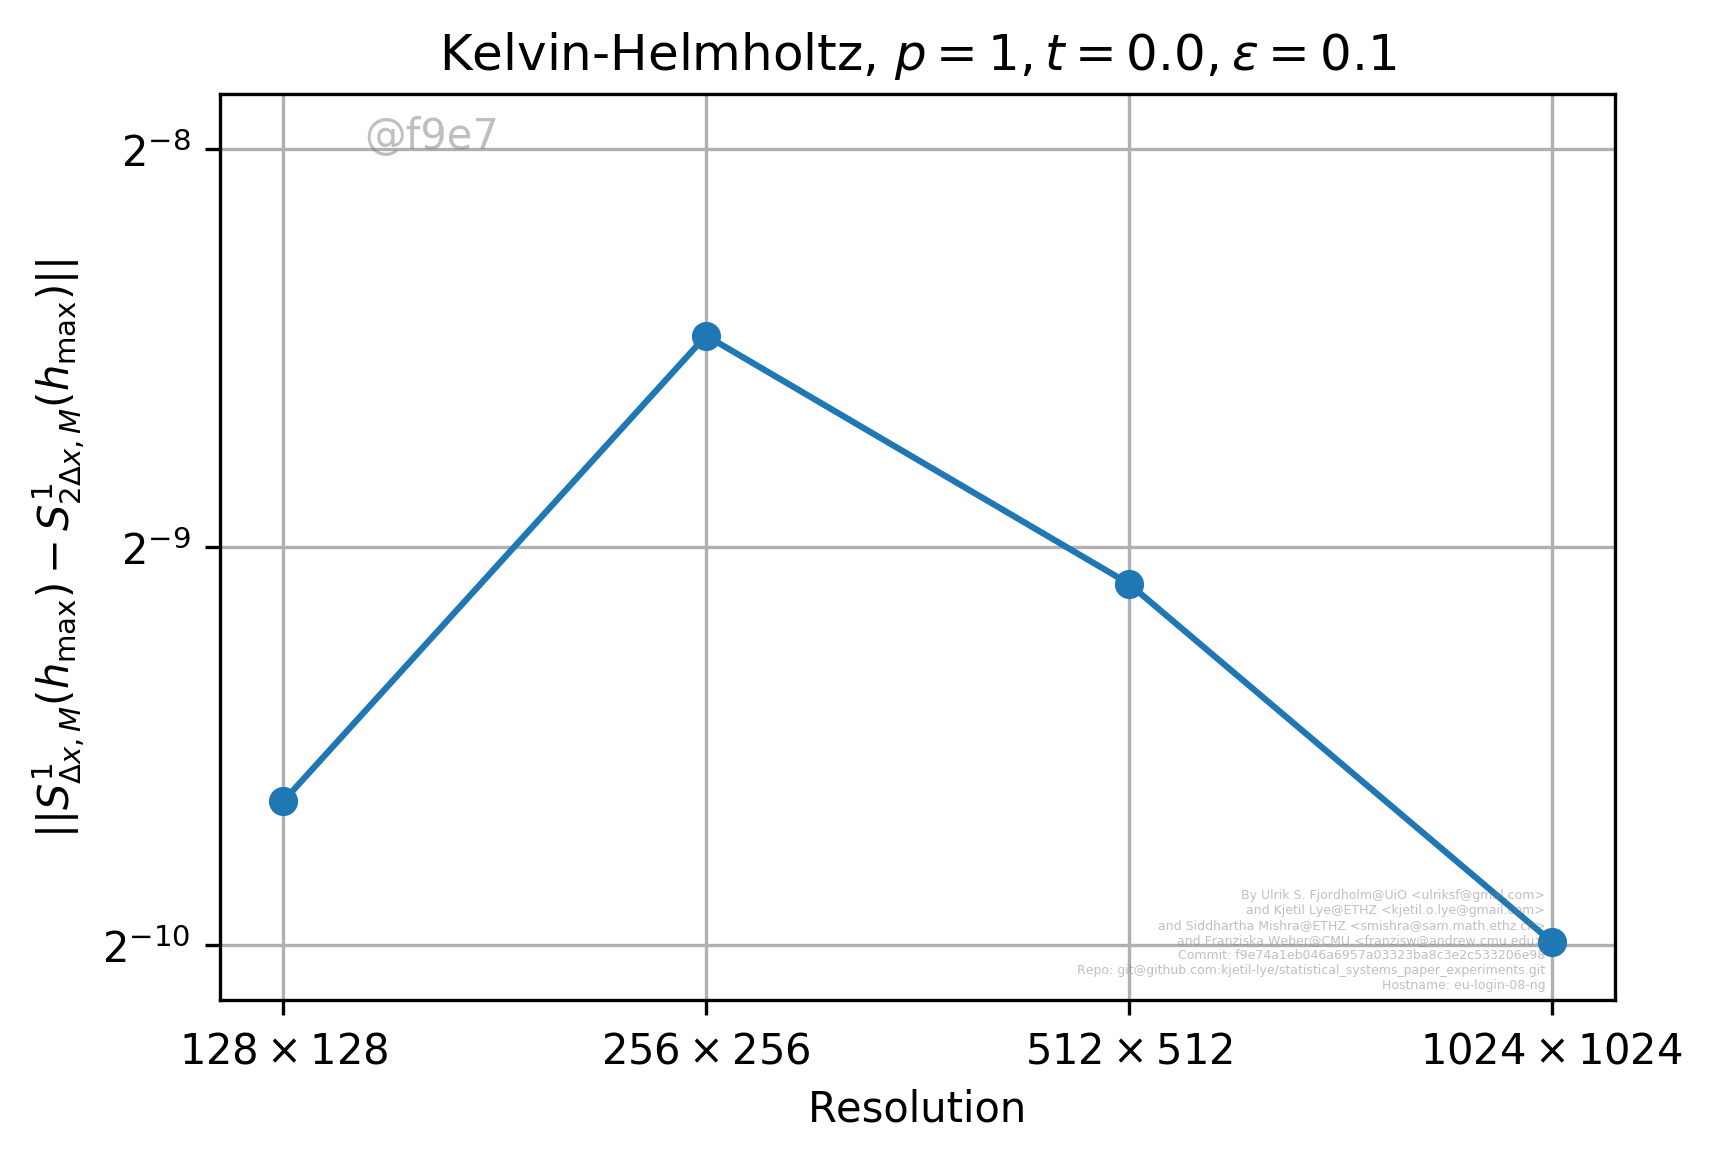 Kelvin-Helmholtz, p = 1, t = 0.0, ε = 0.1
@f9e7
2⁻⁸
2⁻⁹
2⁻¹⁰
||S¹_{Δx,M}(h_max) − S¹_{2Δx,M}(h_max)||
By Ulrik S. Fjordholm@UiO <ulriksf@gmail.com>
and Kjetil Lye@ETHZ <kjetil.o.lye@gmail.com>
and Siddhartha Mishra@ETHZ <smishra@sam.math.ethz.ch>
and Franziska Weber@CMU <franzisw@andrew.cmu.edu>
Commit: f9e74a1eb046a6957a03323ba8c3e2c533206e98
Repo: git@github.com:kjetil-lye/statistical_systems_paper_experiments.git
Hostname: eu-login-08-ng
128 × 128 256 × 256 512 × 512 1024 × 1024
Resolution